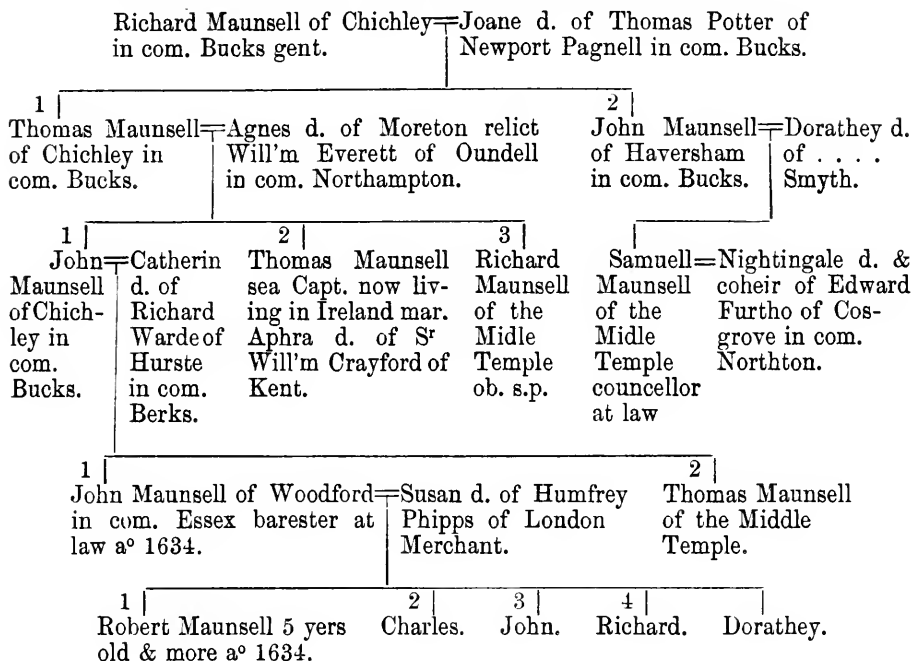 Richard Maunsell of Chichley=Joane d. of Thomas Potter of
in com. Bucks gent.
Newport Pagnell in com. Bucks.
1
Thomas Maunsell=Agnes d. of Moreton relict
of Chichley in
com. Bucks.
Will'm Everett of Oundell
in com. Northampton.
2
John Maunsell=Dorathey d.
of Haversham
in com. Bucks.
of . . . .
Smyth.
1
John=Catherin
Maunsell
of Chich-
ley in
com.
Bucks.
d. of
Richard
Warde of
Hurste
in com.
Berks.
2
Thomas Maunsell
sea Capt. now liv-
ing in Ireland mar.
Aphra d. of Sr
Will'm Crayford of
Kent.
3
Richard
Maunsell
of the
Midle
Temple
ob. s.p.
Samuell=Nightingale d. &
Maunsell
of the
Midle
Temple
councellor
at law
coheir of Edward
Furtho of Cos-
grove in com.
Northton.
1
John Maunsell of Woodford=Susan d. of Humfrey
in com. Essex barester at
law ao 1634.
Phipps of London
Merchant.
2
Thomas Maunsell
of the Middle
Temple.
1
Robert Maunsell 5 yers
old & more ao 1634.
2
Charles.
3
John.
4
Richard.
Dorathey.